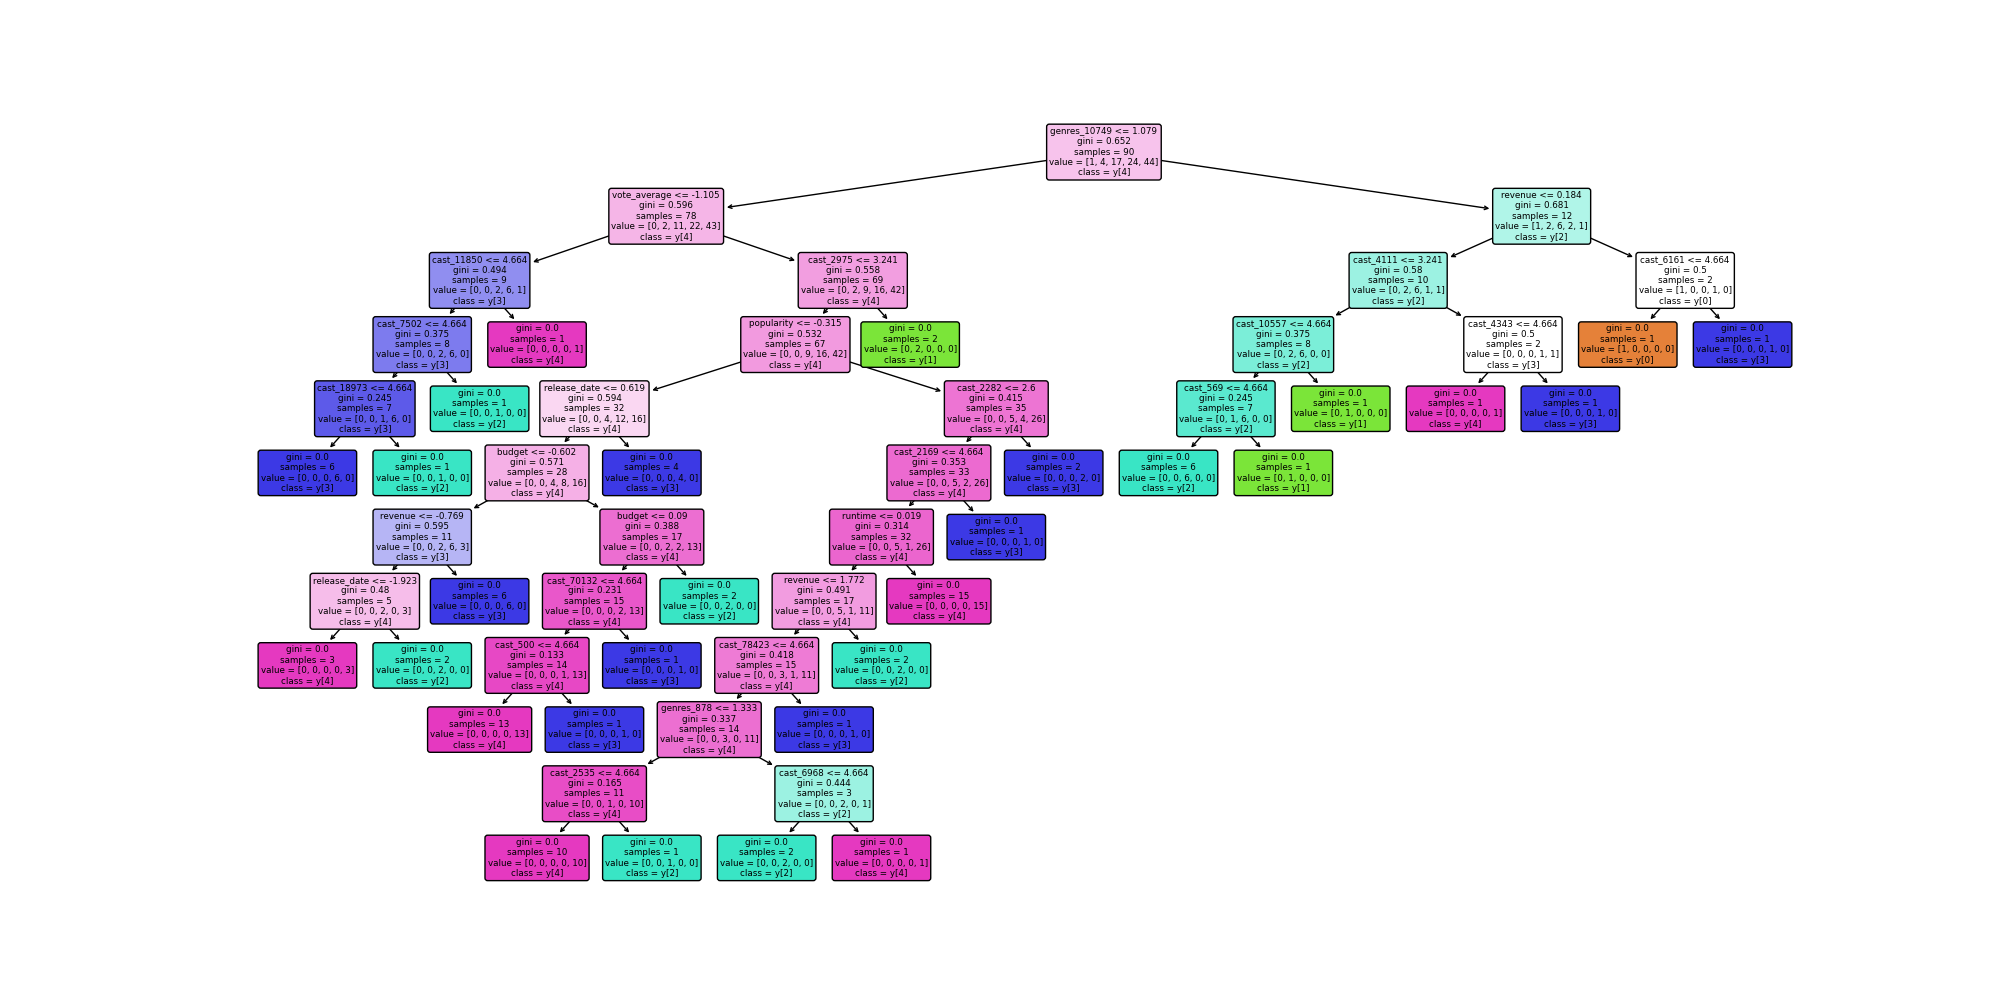 genres_10749 <= 1.079
gini = 0.652
samples = 90
value = [1, 4, 17, 24, 44]
class = y[4]
vote_average <= -1.105
gini = 0.596
samples = 78
value = [0, 2, 11, 22, 43]
class = y[4]
revenue <= 0.184
gini = 0.681
samples = 12
value = [1, 2, 6, 2, 1]
class = y[2]
cast_11850 <= 4.664
gini = 0.494
samples = 9
value = [0, 0, 2, 6, 1]
class = y[3]
cast_2975 <= 3.241
gini = 0.558
samples = 69
value = [0, 2, 9, 16, 42]
class = y[4]
cast_4111 <= 3.241
gini = 0.58
samples = 10
value = [0, 2, 6, 1, 1]
class = y[2]
cast_6161 <= 4.664
gini = 0.5
samples = 2
value = [1, 0, 0, 1, 0]
class = y[0]
cast_7502 <= 4.664
gini = 0.375
samples = 8
value = [0, 0, 2, 6, 0]
class = y[3]
gini = 0.0
samples = 1
value = [0, 0, 0, 0, 1]
class = y[4]
popularity <= -0.315
gini = 0.532
samples = 67
value = [0, 0, 9, 16, 42]
class = y[4]
gini = 0.0
samples = 2
value = [0, 2, 0, 0, 0]
class = y[1]
cast_10557 <= 4.664
gini = 0.375
samples = 8
value = [0, 2, 6, 0, 0]
class = y[2]
cast_4343 <= 4.664
gini = 0.5
samples = 2
value = [0, 0, 0, 1, 1]
class = y[3]
gini = 0.0
samples = 1
value = [1, 0, 0, 0, 0]
class = y[0]
gini = 0.0
samples = 1
value = [0, 0, 0, 1, 0]
class = y[3]
cast_18973 <= 4.664
gini = 0.245
samples = 7
value = [0, 0, 1, 6, 0]
class = y[3]
gini = 0.0
samples = 1
value = [0, 0, 1, 0, 0]
class = y[2]
release_date <= 0.619
gini = 0.594
samples = 32
value = [0, 0, 4, 12, 16]
class = y[4]
cast_2282 <= 2.6
gini = 0.415
samples = 35
value = [0, 0, 5, 4, 26]
class = y[4]
cast_569 <= 4.664
gini = 0.245
samples = 7
value = [0, 1, 6, 0, 0]
class = y[2]
gini = 0.0
samples = 1
value = [0, 1, 0, 0, 0]
class = y[1]
gini = 0.0
samples = 1
value = [0, 0, 0, 0, 1]
class = y[4]
gini = 0.0
samples = 1
value = [0, 0, 0, 1, 0]
class = y[3]
gini = 0.0
samples = 6
value = [0, 0, 0, 6, 0]
class = y[3]
gini = 0.0
samples = 1
value = [0, 0, 1, 0, 0]
class = y[2]
budget <= -0.602
gini = 0.571
samples = 28
value = [0, 0, 4, 8, 16]
class = y[4]
gini = 0.0
samples = 4
value = [0, 0, 0, 4, 0]
class = y[3]
cast_2169 <= 4.664
gini = 0.353
samples = 33
value = [0, 0, 5, 2, 26]
class = y[4]
gini = 0.0
samples = 2
value = [0, 0, 0, 2, 0]
class = y[3]
gini = 0.0
samples = 6
value = [0, 0, 6, 0, 0]
class = y[2]
gini = 0.0
samples = 1
value = [0, 1, 0, 0, 0]
class = y[1]
revenue <= -0.769
gini = 0.595
samples = 11
value = [0, 0, 2, 6, 3]
class = y[3]
budget <= 0.09
gini = 0.388
samples = 17
value = [0, 0, 2, 2, 13]
class = y[4]
runtime <= 0.019
gini = 0.314
samples = 32
value = [0, 0, 5, 1, 26]
class = y[4]
gini = 0.0
samples = 1
value = [0, 0, 0, 1, 0]
class = y[3]
release_date <= -1.923
gini = 0.48
samples = 5
value = [0, 0, 2, 0, 3]
class = y[4]
gini = 0.0
samples = 6
value = [0, 0, 0, 6, 0]
class = y[3]
cast_70132 <= 4.664
gini = 0.231
samples = 15
value = [0, 0, 0, 2, 13]
class = y[4]
gini = 0.0
samples = 2
value = [0, 0, 2, 0, 0]
class = y[2]
revenue <= 1.772
gini = 0.491
samples = 17
value = [0, 0, 5, 1, 11]
class = y[4]
gini = 0.0
samples = 15
value = [0, 0, 0, 0, 15]
class = y[4]
gini = 0.0
samples = 3
value = [0, 0, 0, 0, 3]
class = y[4]
gini = 0.0
samples = 2
value = [0, 0, 2, 0, 0]
class = y[2]
cast_500 <= 4.664
gini = 0.133
samples = 14
value = [0, 0, 0, 1, 13]
class = y[4]
gini = 0.0
samples = 1
value = [0, 0, 0, 1, 0]
class = y[3]
cast_78423 <= 4.664
gini = 0.418
samples = 15
value = [0, 0, 3, 1, 11]
class = y[4]
gini = 0.0
samples = 2
value = [0, 0, 2, 0, 0]
class = y[2]
gini = 0.0
samples = 13
value = [0, 0, 0, 0, 13]
class = y[4]
gini = 0.0
samples = 1
value = [0, 0, 0, 1, 0]
class = y[3]
genres_878 <= 1.333
gini = 0.337
samples = 14
value = [0, 0, 3, 0, 11]
class = y[4]
gini = 0.0
samples = 1
value = [0, 0, 0, 1, 0]
class = y[3]
cast_2535 <= 4.664
gini = 0.165
samples = 11
value = [0, 0, 1, 0, 10]
class = y[4]
cast_6968 <= 4.664
gini = 0.444
samples = 3
value = [0, 0, 2, 0, 1]
class = y[2]
gini = 0.0
samples = 10
value = [0, 0, 0, 0, 10]
class = y[4]
gini = 0.0
samples = 1
value = [0, 0, 1, 0, 0]
class = y[2]
gini = 0.0
samples = 2
value = [0, 0, 2, 0, 0]
class = y[2]
gini = 0.0
samples = 1
value = [0, 0, 0, 0, 1]
class = y[4]